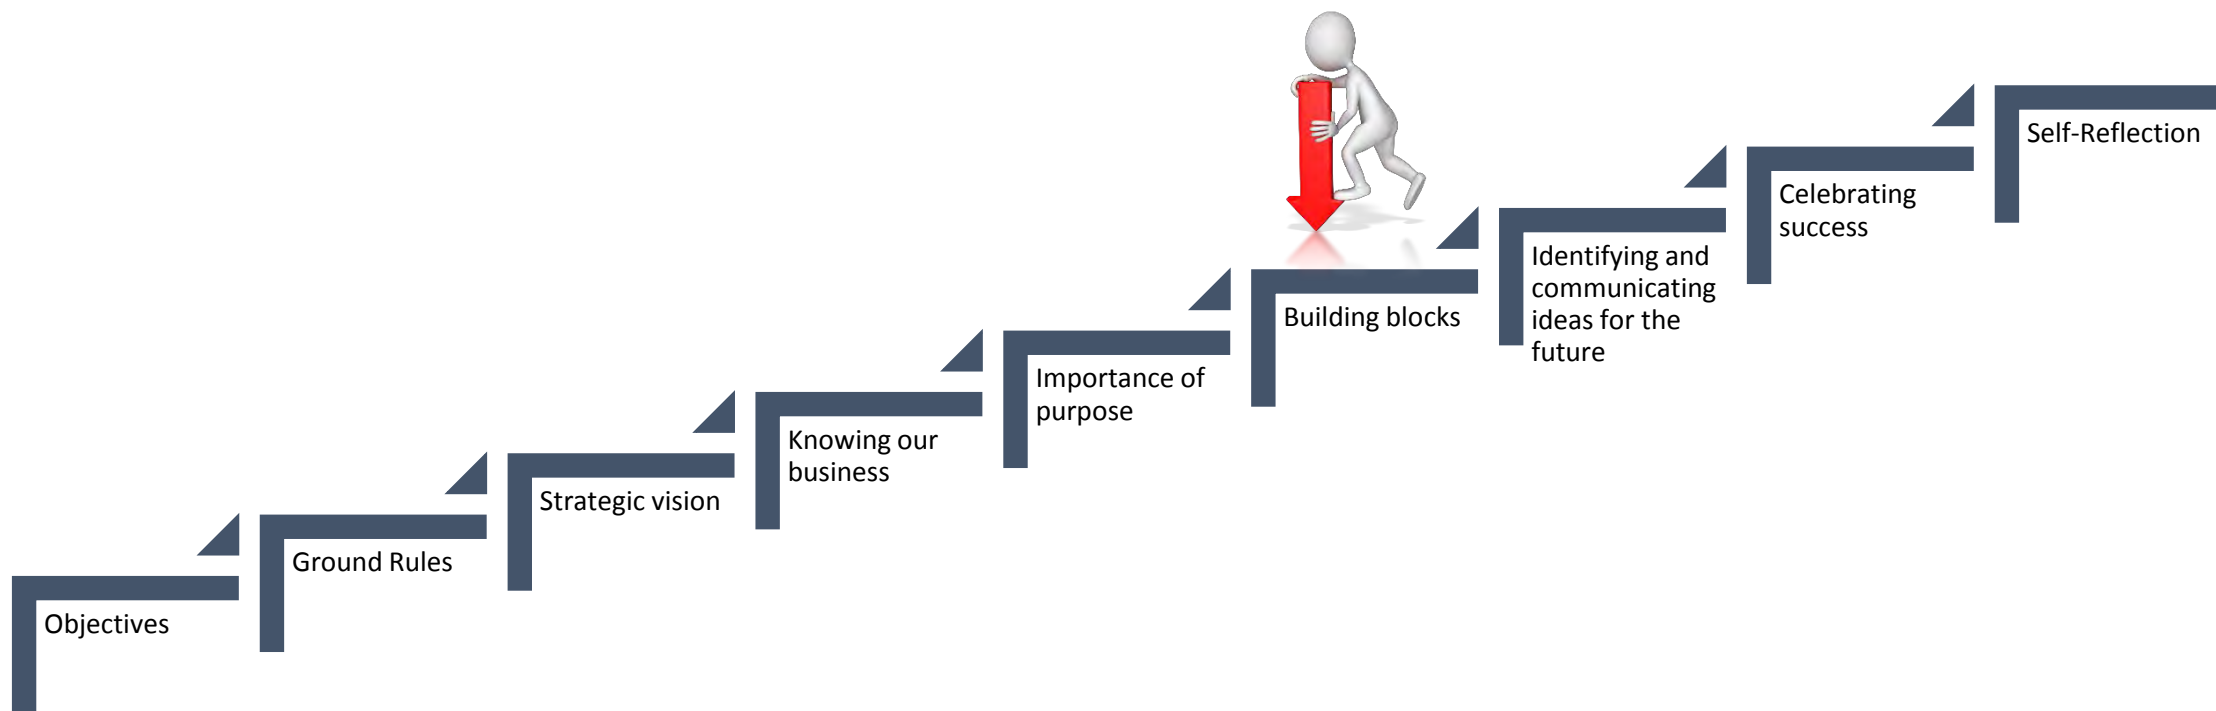 Objectives
Ground Rules
Strategic vision
Knowing our
business
Importance of
purpose
Building blocks
Identifying and
communicating
ideas for the
future
Celebrating
success
Self-Reflection